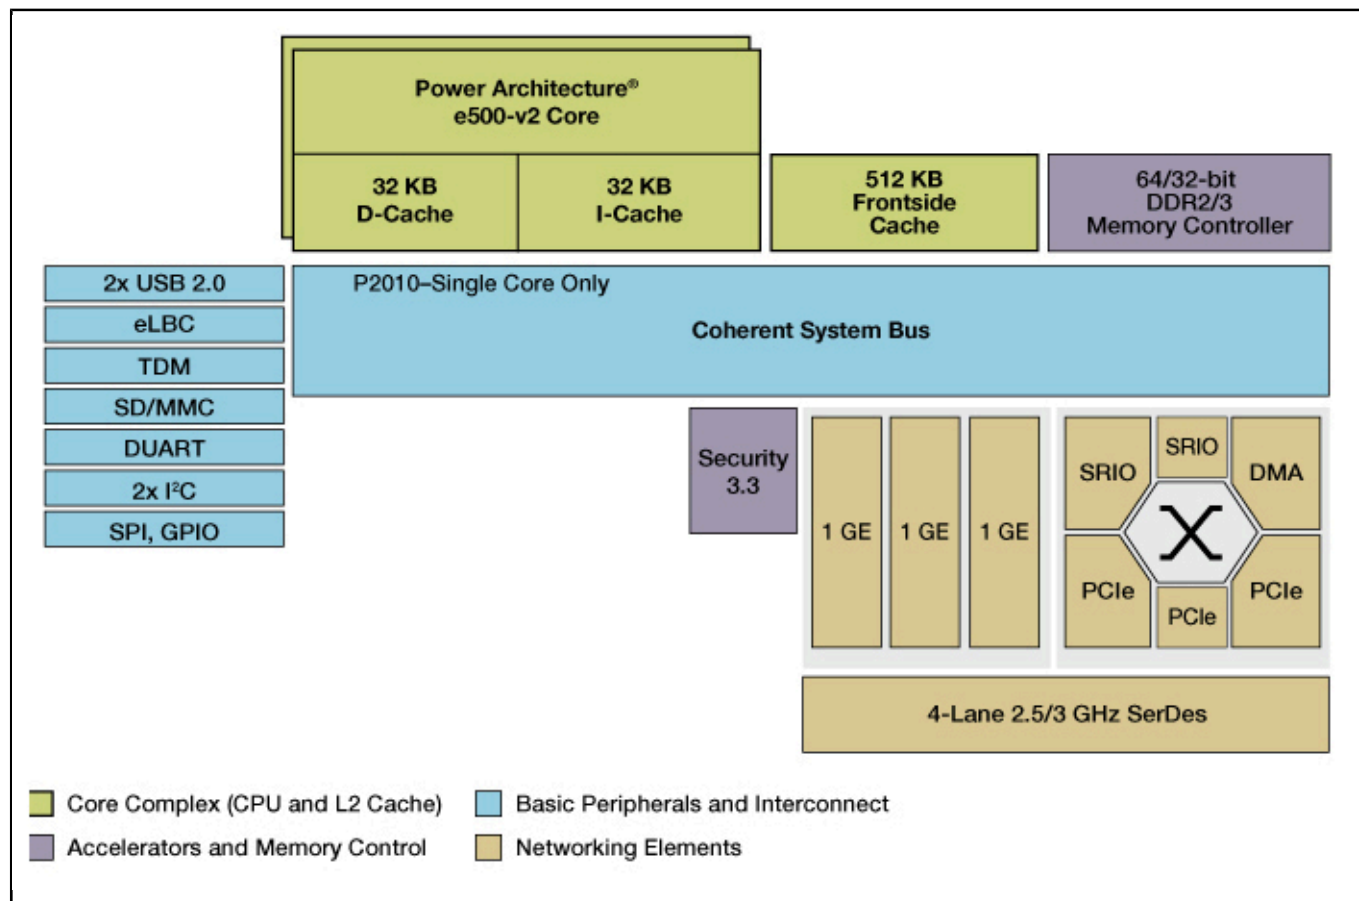 Power Architecture®
e500-v2 Core
32 KB
D-Cache
32 KB
I-Cache
512 KB
Frontside
Cache
64/32-bit
DDR2/3
Memory Controller
2x USB 2.0
eLBC
TDM
SD/MMC
DUART
2x I²C
SPI, GPIO
P2010–Single Core Only
Coherent System Bus
Security
3.3
1 GE
1 GE
1 GE
SRIO
SRIO
DMA
PCIe
PCIe
PCIe
4-Lane 2.5/3 GHz SerDes
Core Complex (CPU and L2 Cache)
Basic Peripherals and Interconnect
Accelerators and Memory Control
Networking Elements